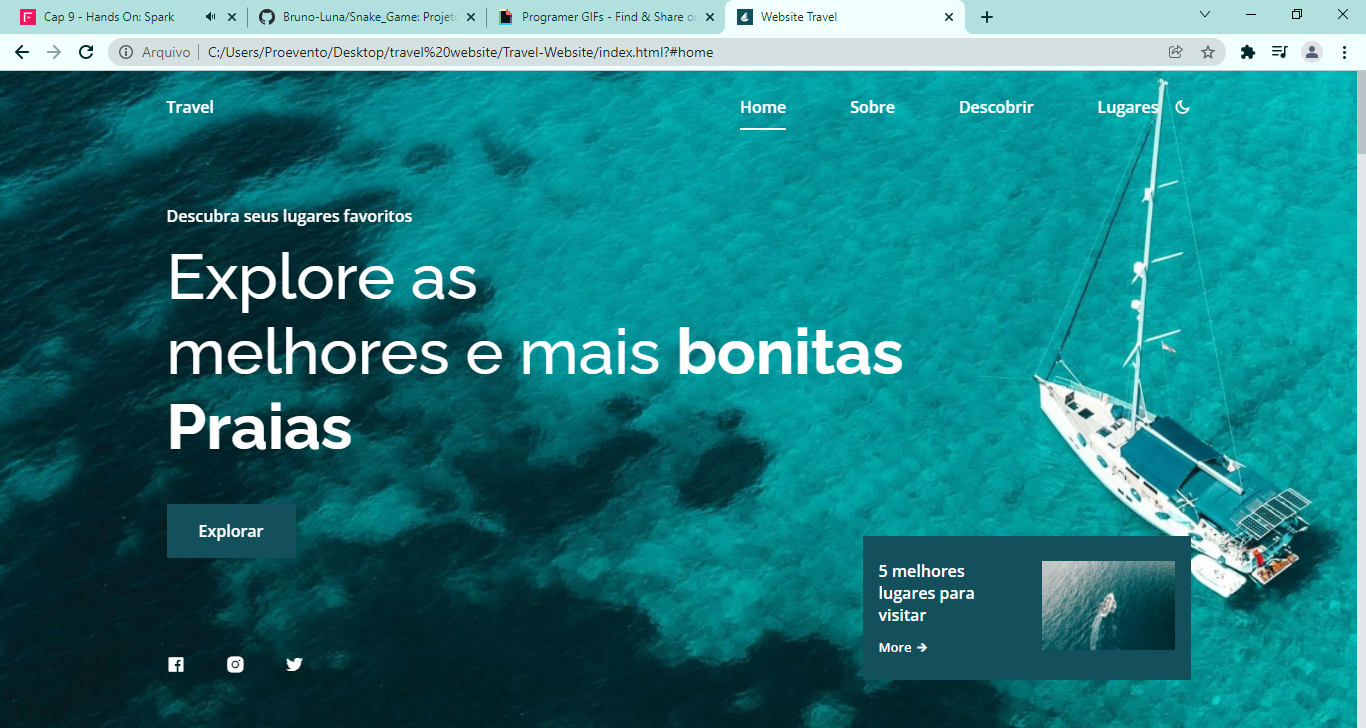 Cap 9 - Hands On: Spark
Bruno-Luna/Snake_Game: Projeto
Programer GIFs - Find & Share o
Website Travel
Arquivo
C:/Users/Proevento/Desktop/travel%20website/Travel-Website/index.html?#home
Travel
Home
Sobre
Descobrir
Lugares
Descubra seus lugares favoritos
Explore as
melhores e mais bonitas
Praias
Explorar
5 melhores
lugares para
visitar
More →